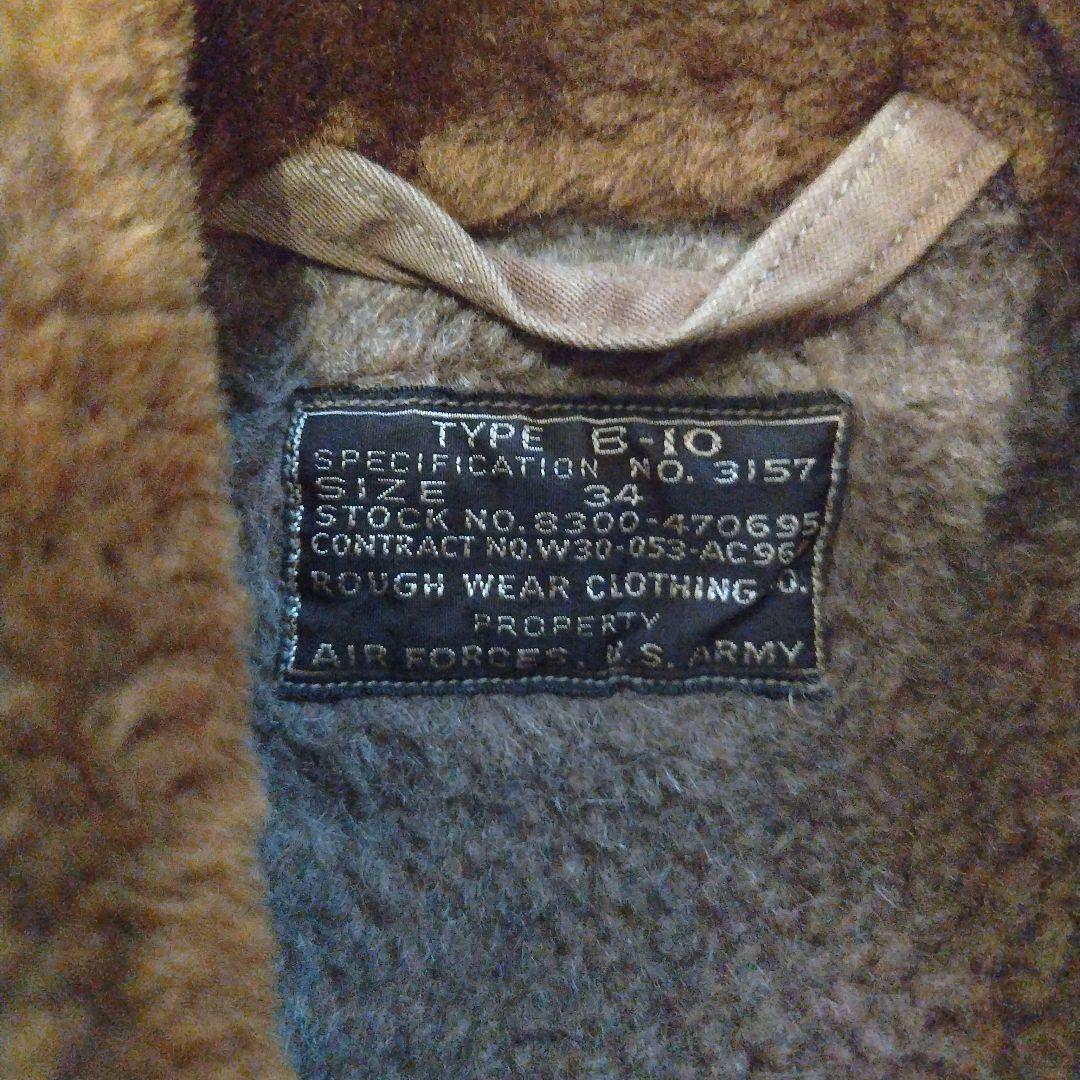 TYPE B-10
SPECIFICATION NO. 3157
SIZE 34
STOCK NO. 8300-470695
CONTRACT NO. W30-053-AC96
ROUGH WEAR CLOTHING O.
PROPERTY
AIR FORCES, U.S. ARMY